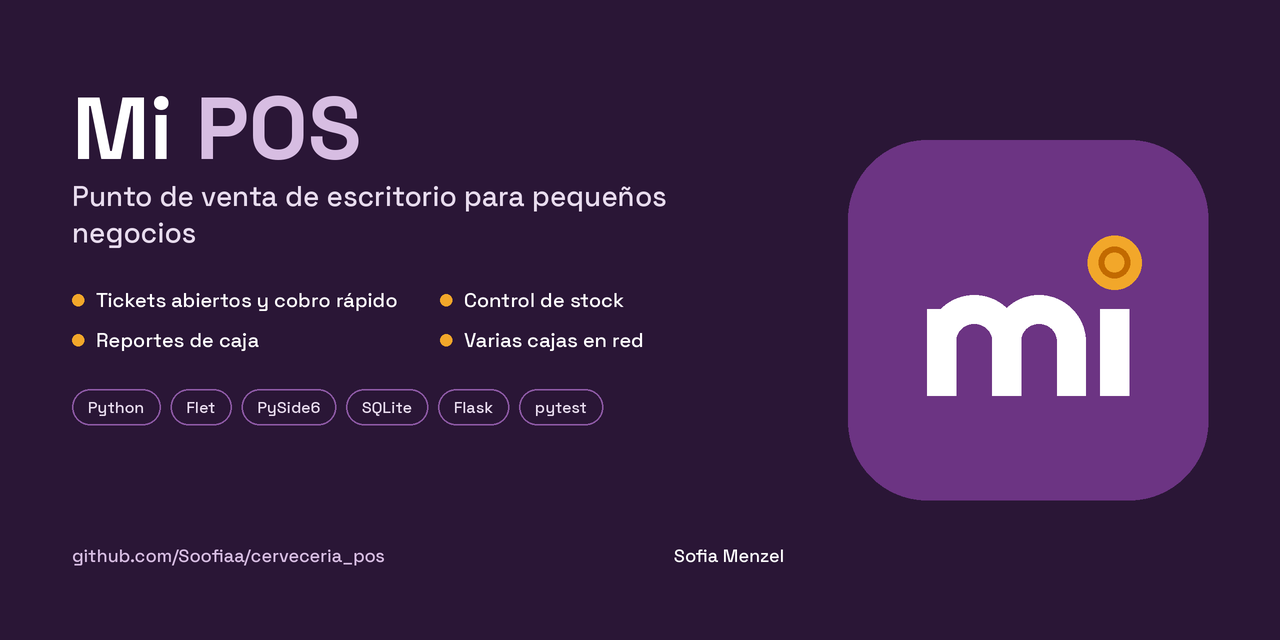 Mi POS
Punto de venta de escritorio para pequeños
negocios
Tickets abiertos y cobro rápido
Control de stock
Reportes de caja
Varias cajas en red
Python
Flet
PySide6
SQLite
Flask
pytest
mi
github.com/Soofiaa/cerveceria_pos
Sofia Menzel